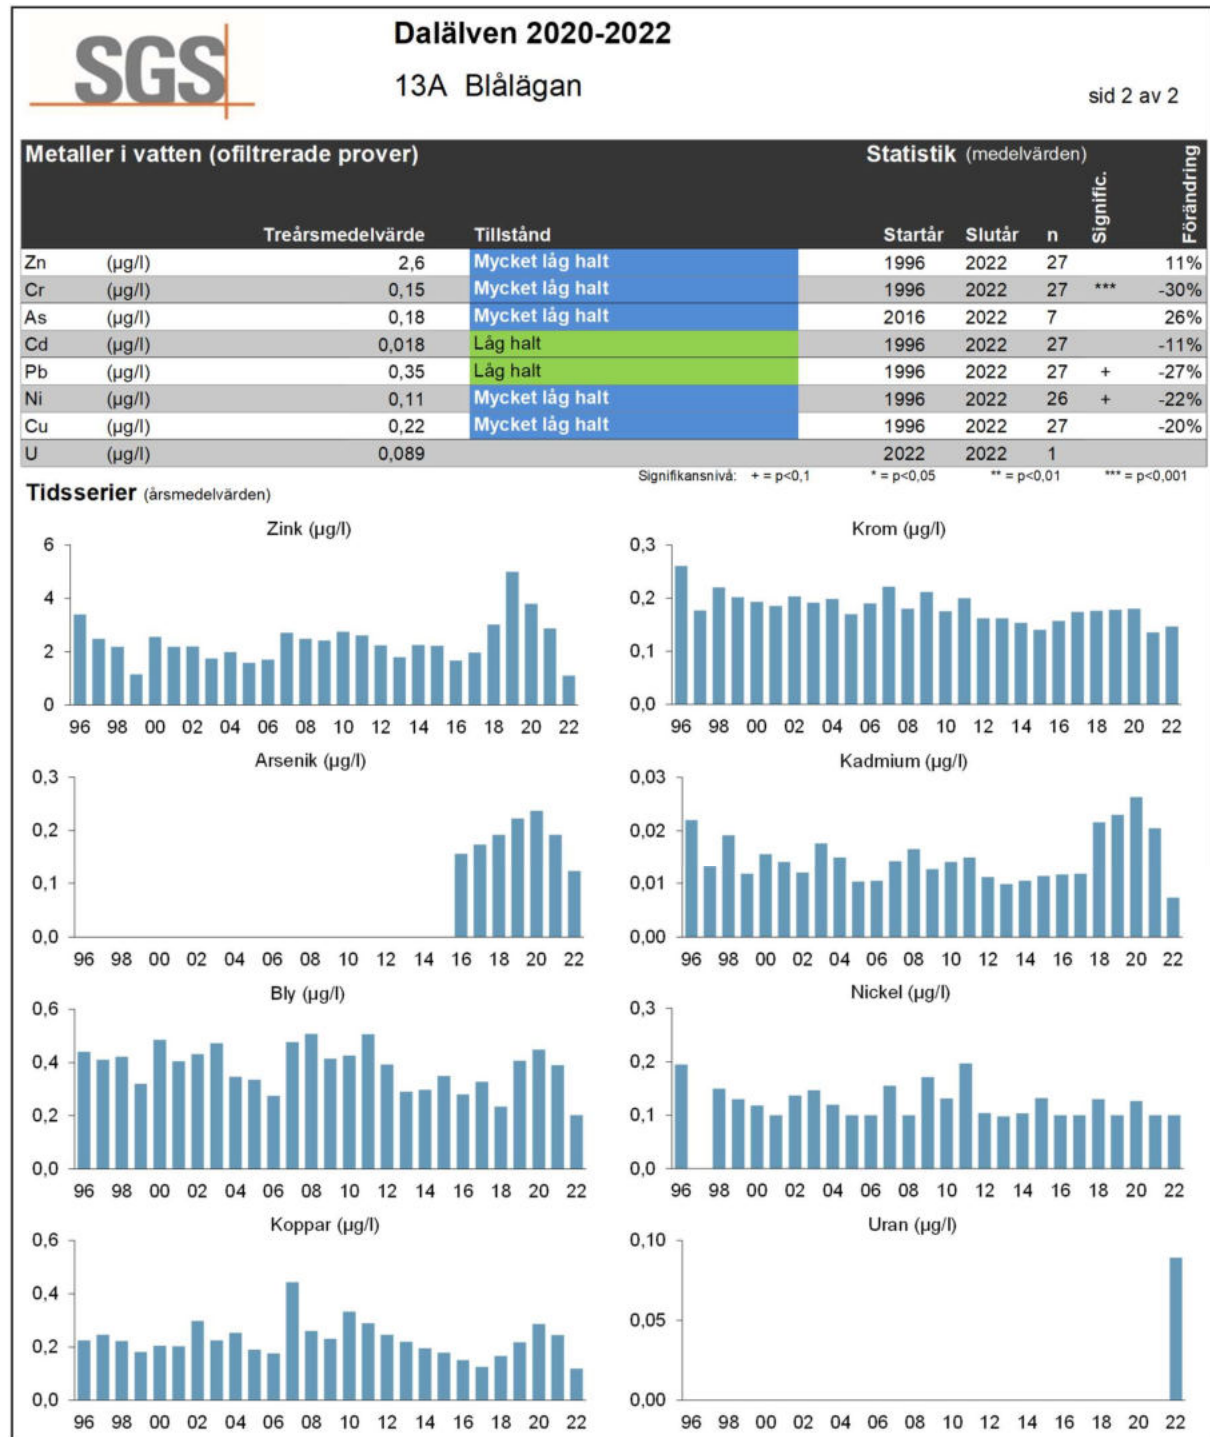 SGS
Dalälven 2020-2022
13A Blålägan
sid 2 av 2
Metaller i vatten (ofiltrerade prover) Statistik (medelvärden)
Treårsmedelvärde Tillstånd Startår Slutår n Signific. Förändring
Zn (µg/l) 2,6 Mycket låg halt 1996 2022 27 11%
Cr (µg/l) 0,15 Mycket låg halt 1996 2022 27 *** -30%
As (µg/l) 0,18 Mycket låg halt 2016 2022 7 26%
Cd (µg/l) 0,018 Låg halt 1996 2022 27 -11%
Pb (µg/l) 0,35 Låg halt 1996 2022 27 + -27%
Ni (µg/l) 0,11 Mycket låg halt 1996 2022 26 + -22%
Cu (µg/l) 0,22 Mycket låg halt 1996 2022 27 -20%
U (µg/l) 0,089 2022 2022 1
Signifikansnivå: + = p<0,1 * = p<0,05 ** = p<0,01 *** = p<0,001
Tidsserier (årsmedelvärden)
Zink (µg/l)
6
4
2
0
96 98 00 02 04 06 08 10 12 14 16 18 20 22
Krom (µg/l)
0,3
0,2
0,1
0,0
96 98 00 02 04 06 08 10 12 14 16 18 20 22
Arsenik (µg/l)
0,3
0,2
0,1
0,0
96 98 00 02 04 06 08 10 12 14 16 18 20 22
Kadmium (µg/l)
0,03
0,02
0,01
0,00
96 98 00 02 04 06 08 10 12 14 16 18 20 22
Bly (µg/l)
0,6
0,4
0,2
0,0
96 98 00 02 04 06 08 10 12 14 16 18 20 22
Nickel (µg/l)
0,3
0,2
0,1
0,0
96 98 00 02 04 06 08 10 12 14 16 18 20 22
Koppar (µg/l)
0,6
0,4
0,2
0,0
96 98 00 02 04 06 08 10 12 14 16 18 20 22
Uran (µg/l)
0,10
0,05
0,00
96 98 00 02 04 06 08 10 12 14 16 18 20 22